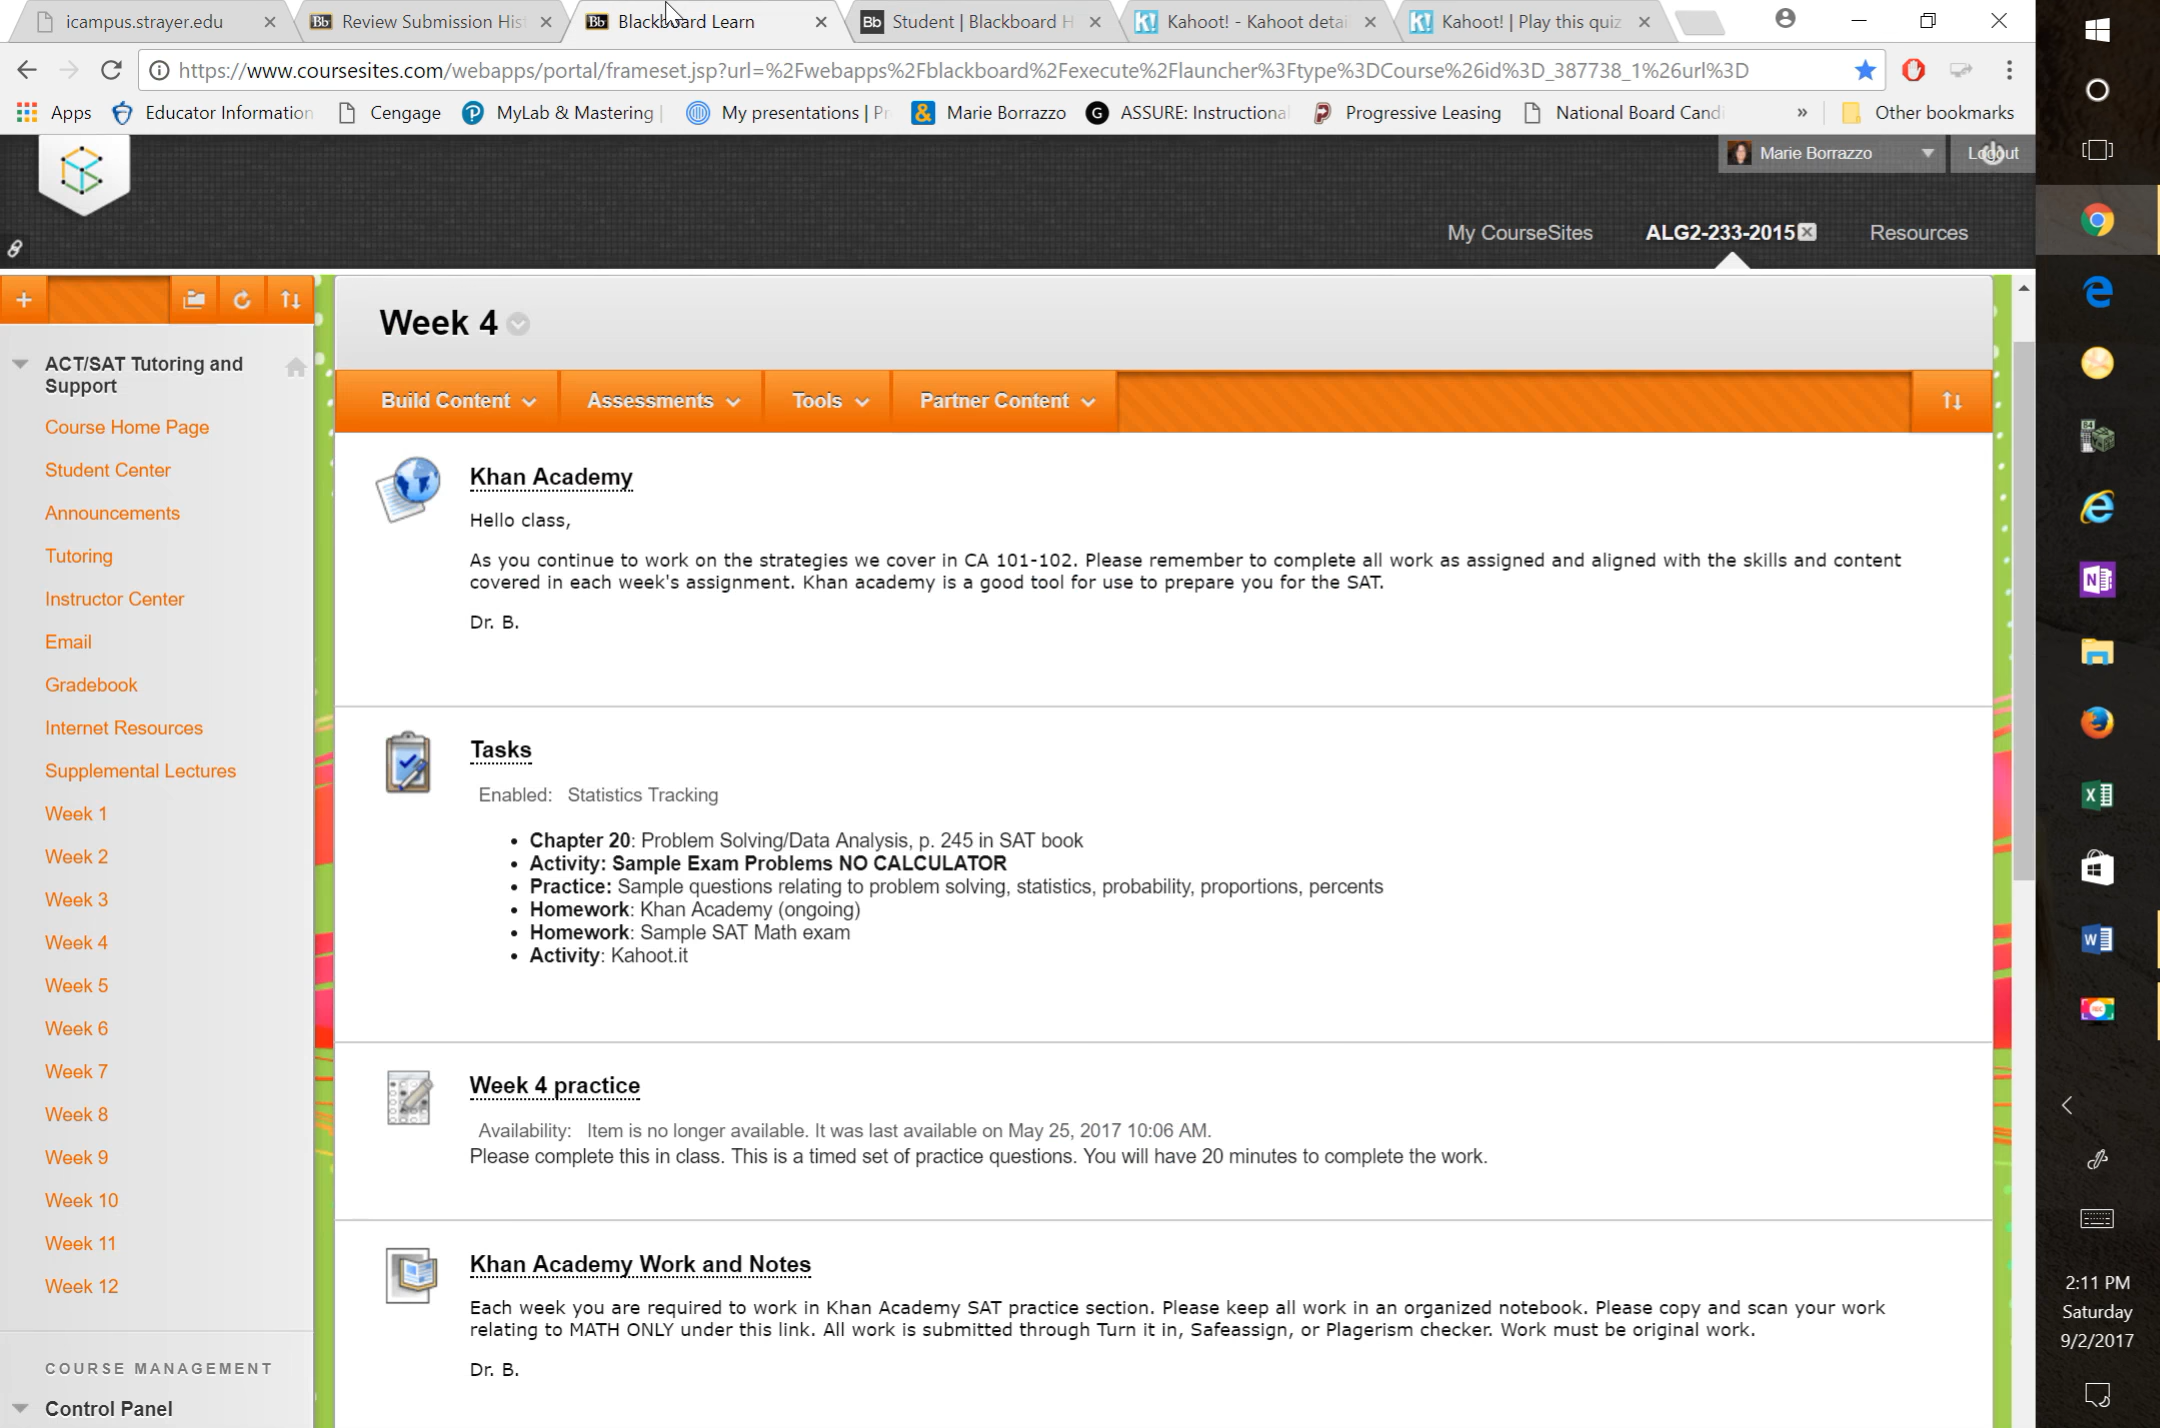 icampus.strayer.edu
Review Submission His
Blackboard Learn
Student | Blackboard H
Kahoot! - Kahoot detai
Kahoot! | Play this quiz
https://www.coursesites.com/webapps/portal/frameset.jsp?url=%2Fwebapps%2Fblackboard%2Fexecute%2Flauncher%3Ftype%3DCourse%26id%3D_387738_1%26url%3D
Apps
Educator Information
Cengage
MyLab & Mastering |
My presentations | Pr
Marie Borrazzo
ASSURE: Instructional
Progressive Leasing
National Board Candi
»
Other bookmarks
Marie Borrazzo
Logout
My CourseSites
ALG2-233-2015
Resources
ACT/SAT Tutoring and
Support
Course Home Page
Student Center
Announcements
Tutoring
Instructor Center
Email
Gradebook
Internet Resources
Supplemental Lectures
Week 1
Week 2
Week 3
Week 4
Week 5
Week 6
Week 7
Week 8
Week 9
Week 10
Week 11
Week 12
COURSE MANAGEMENT
Control Panel
Week 4
Build Content
Assessments
Tools
Partner Content
Khan Academy
Hello class,
As you continue to work on the strategies we cover in CA 101-102. Please remember to complete all work as assigned and aligned with the skills and content
covered in each week's assignment. Khan academy is a good tool for use to prepare you for the SAT.
Dr. B.
Tasks
Enabled: Statistics Tracking
• Chapter 20: Problem Solving/Data Analysis, p. 245 in SAT book
• Activity: Sample Exam Problems NO CALCULATOR
• Practice: Sample questions relating to problem solving, statistics, probability, proportions, percents
• Homework: Khan Academy (ongoing)
• Homework: Sample SAT Math exam
• Activity: Kahoot.it
Week 4 practice
Availability: Item is no longer available. It was last available on May 25, 2017 10:06 AM.
Please complete this in class. This is a timed set of practice questions. You will have 20 minutes to complete the work.
Khan Academy Work and Notes
Each week you are required to work in Khan Academy SAT practice section. Please keep all work in an organized notebook. Please copy and scan your work
relating to MATH ONLY under this link. All work is submitted through Turn it in, Safeassign, or Plagerism checker. Work must be original work.
Dr. B.
2:11 PM
Saturday
9/2/2017